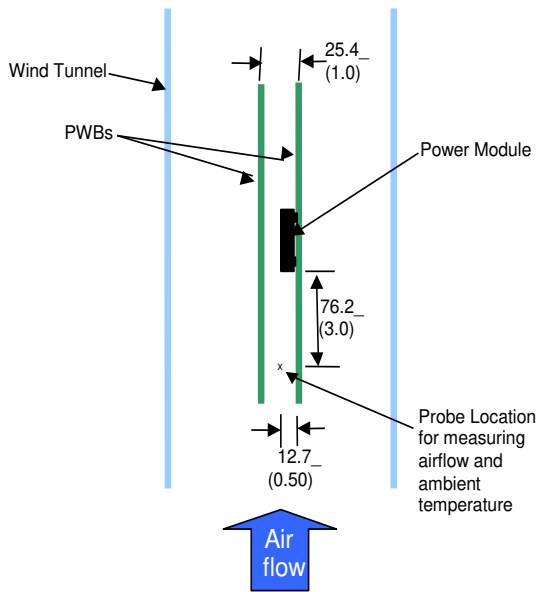 25.4_
(1.0)
Wind Tunnel
PWBs
Power Module
76.2_
(3.0)
x
Probe Location
for measuring
airflow and
ambient
temperature
12.7_
(0.50)
Air
flow